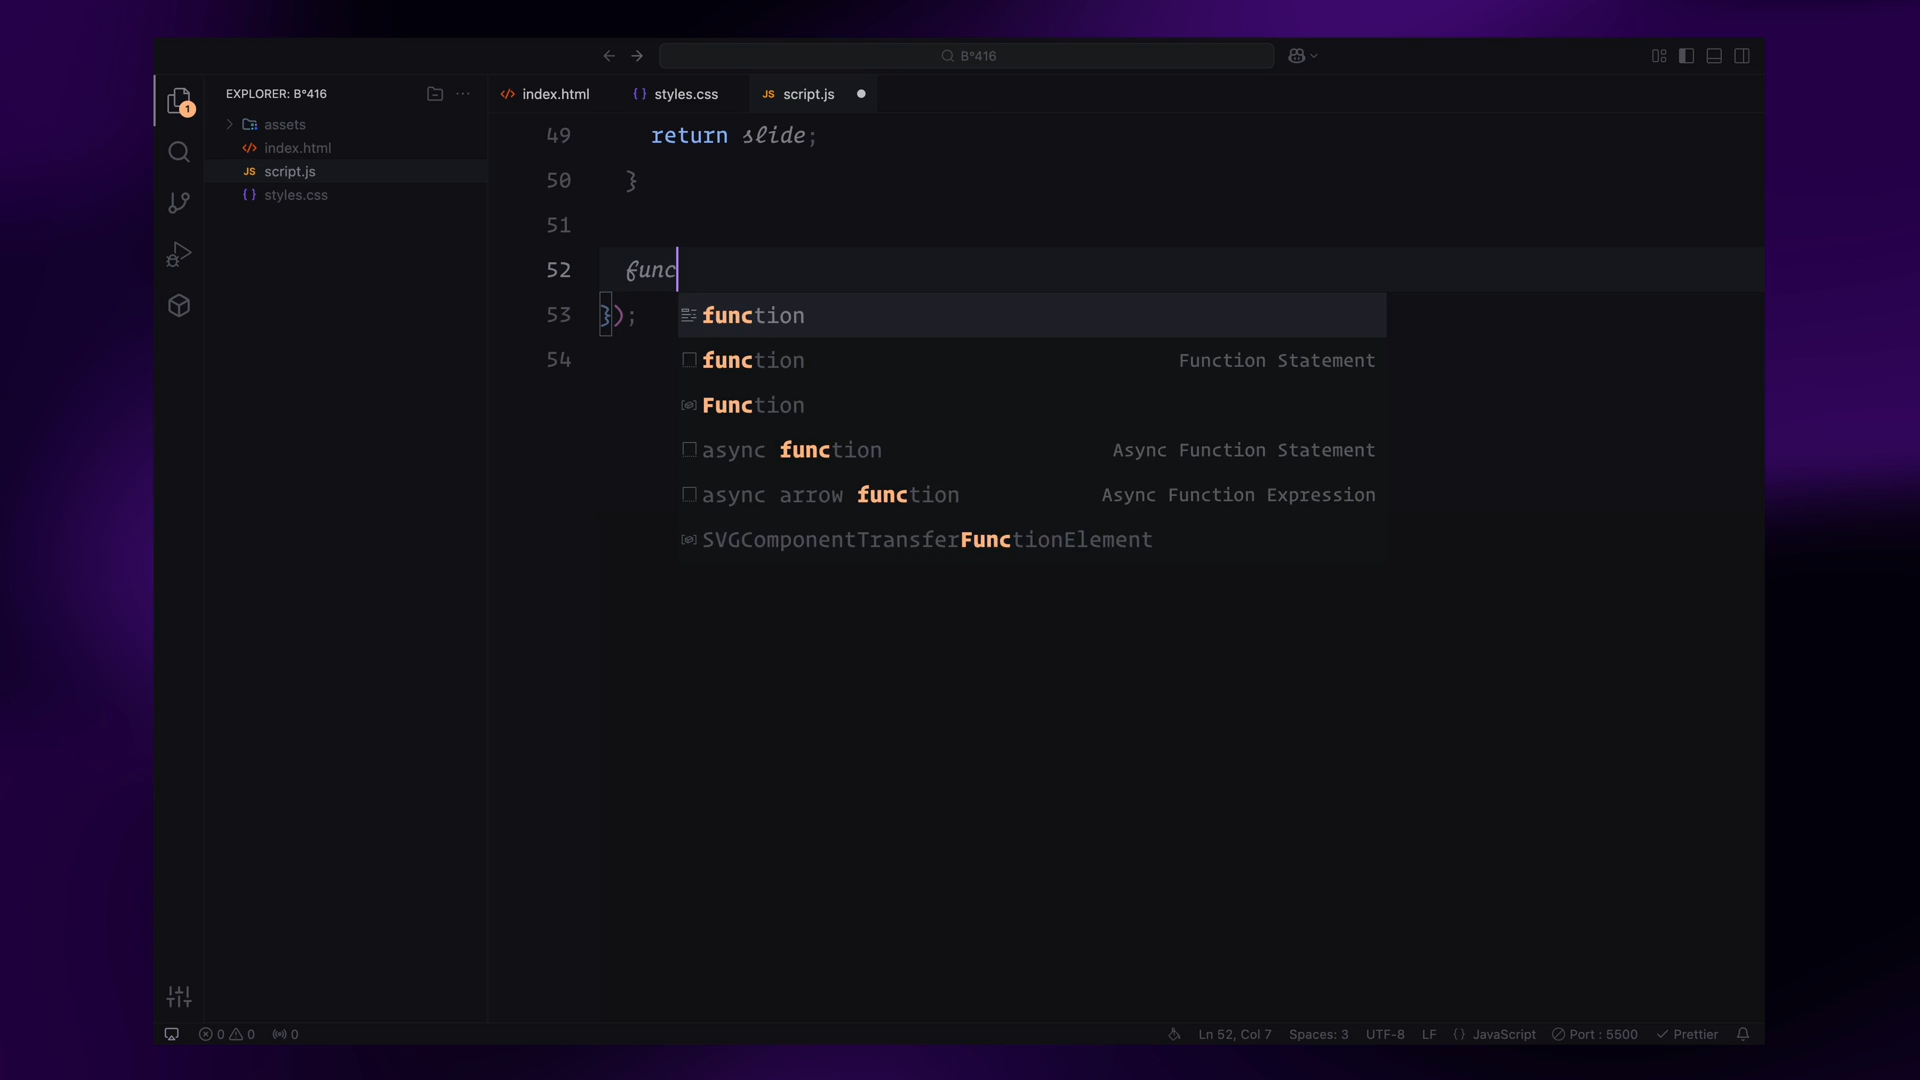 B°416
EXPLORER: B°416
1
assets
index.html
JS script.js
styles.css
index.html
styles.css
JS script.js
49 return slide;
50 }
51
52 func
53 });
54
function
function Function Statement
Function
async function Async Function Statement
async arrow function Async Function Expression
SVGComponentTransferFunctionElement
0 0 0
Ln 52, Col 7 Spaces: 3 UTF-8 LF {} JavaScript Port : 5500 Prettier